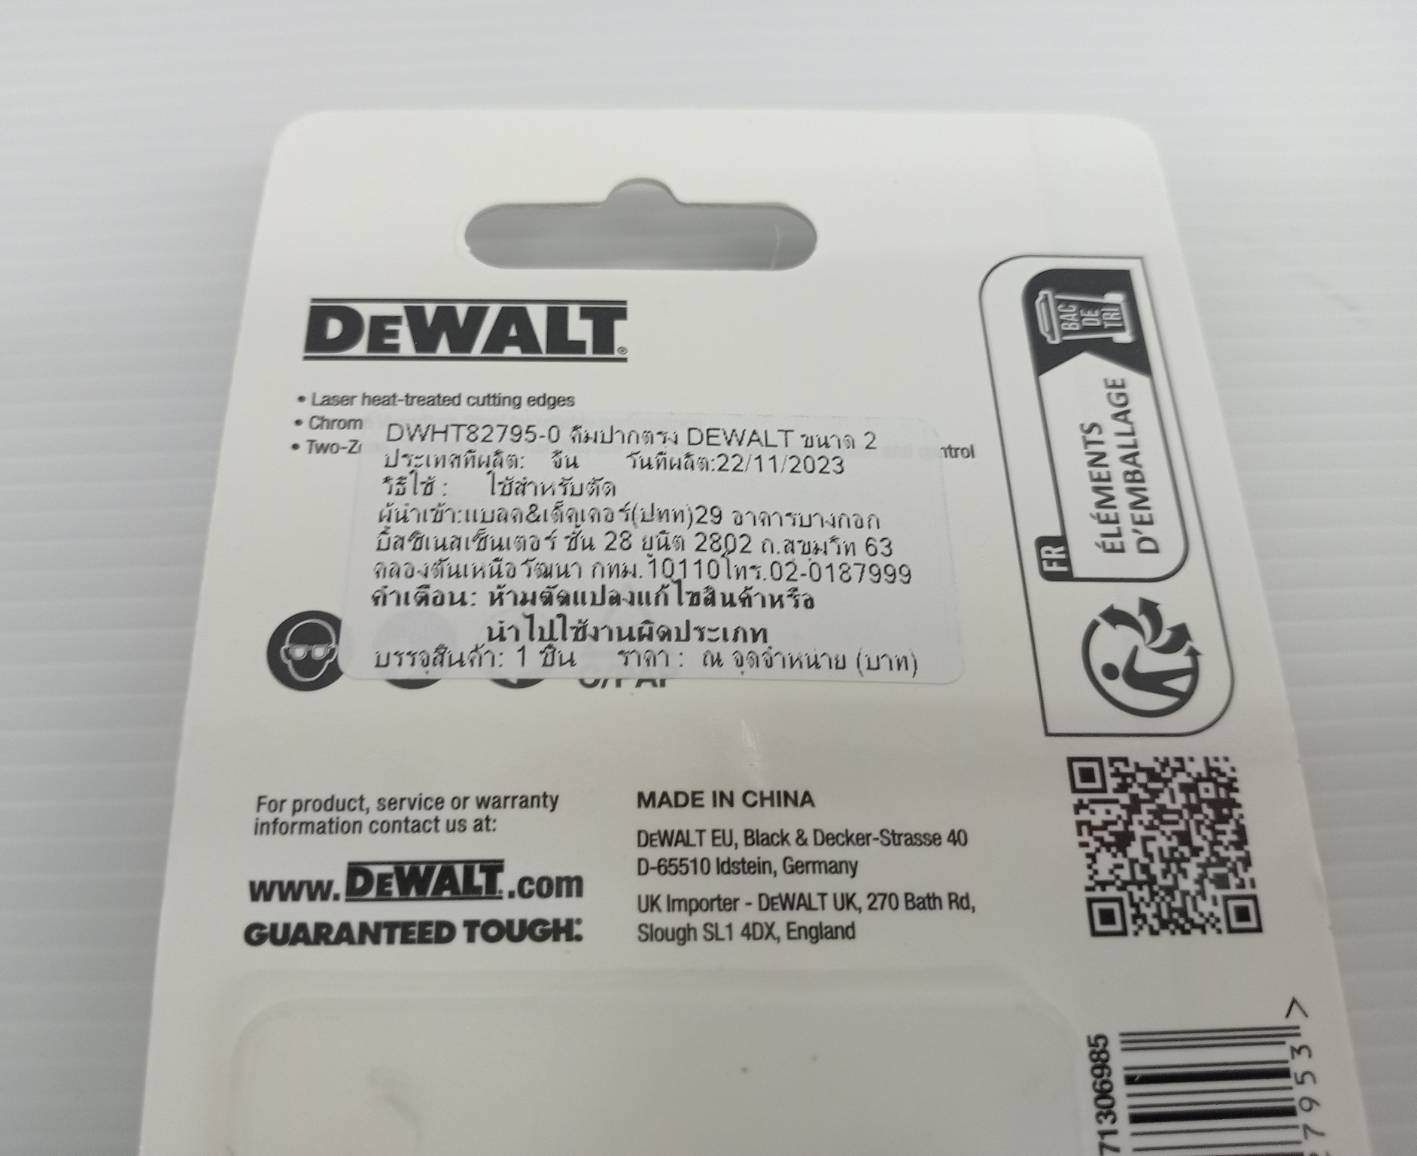 DEWALT®
• Laser heat-treated cutting edges
• Chrom
• Two-Z
ntrol
DWHT82795-0 คีมปากตรง DEWALT ขนาด 2
ประเทศที่ผลิต: จีน วันที่ผลิต:22/11/2023
วิธีใช้ : ใช้สำหรับตัด
ผู้นำเข้า:แบลค&เด็คเคอร์(ปทท)29 อาคารบางกอก
บิสซิเนสเซ็นเตอร์ ชั้น 28 ยูนิต 2802 ถ.สุขุมวิท 63
คลองตันเหนือ วัฒนา กทม.10110โทร.02-0187999
คำเตือน: ห้ามดัดแปลงแก้ไขสินค้าหรือ
นำไปใช้งานผิดประเภท
บรรจุสินค้า: 1 ชิ้น ราคา : ณ จุดจำหน่าย (บาท)
For product, service or warranty
information contact us at:
www.DEWALT.com
GUARANTEED TOUGH.®
MADE IN CHINA
DEWALT EU, Black & Decker-Strasse 40
D-65510 Idstein, Germany
UK Importer - DEWALT UK, 270 Bath Rd,
Slough SL1 4DX, England
FR
ÉLÉMENTS
D'EMBALLAGE
BAC
DE
TRI
71306985
27953 >